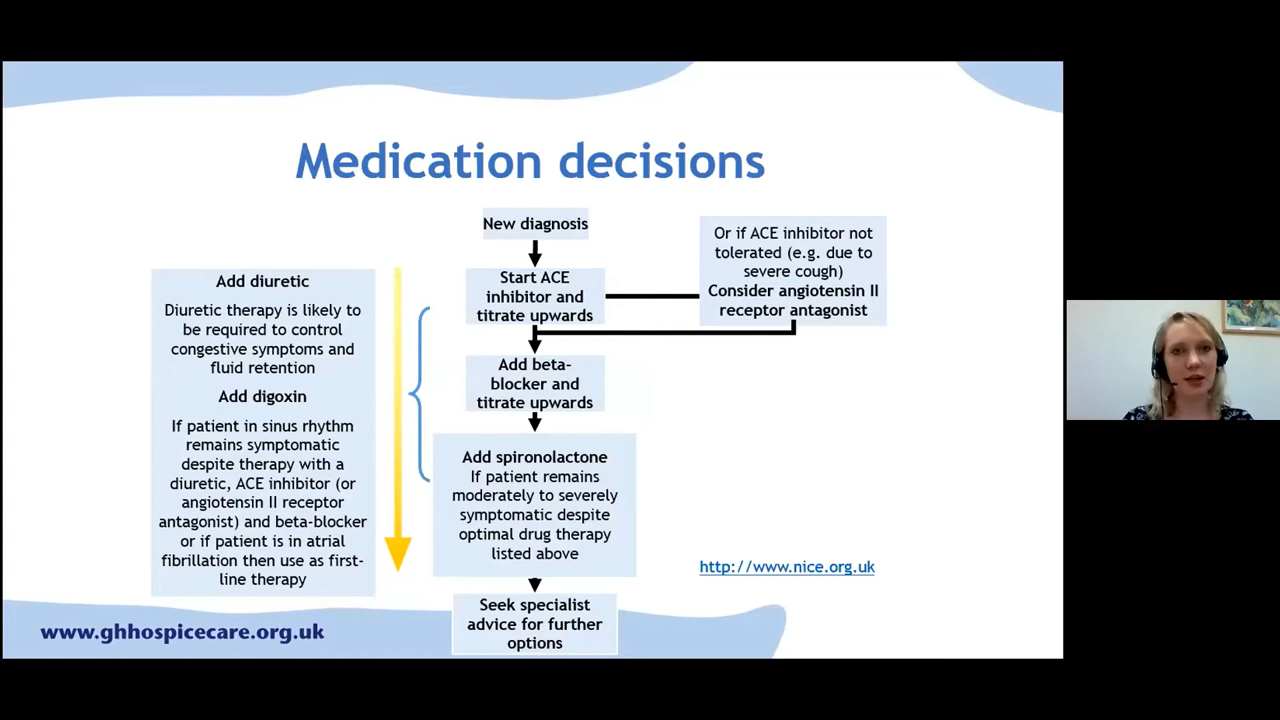 Medication decisions
New diagnosis
Start ACE
inhibitor and
titrate upwards
Or if ACE inhibitor not
tolerated (e.g. due to
severe cough)
Consider angiotensin II
receptor antagonist
Add beta-
blocker and
titrate upwards
Add spironolactone
If patient remains
moderately to severely
symptomatic despite
optimal drug therapy
listed above
Seek specialist
advice for further
options
Add diuretic
Diuretic therapy is likely to
be required to control
congestive symptoms and
fluid retention
Add digoxin
If patient in sinus rhythm
remains symptomatic
despite therapy with a
diuretic, ACE inhibitor (or
angiotensin II receptor
antagonist) and beta-blocker
or if patient is in atrial
fibrillation then use as first-
line therapy
http://www.nice.org.uk
www.ghhospicecare.org.uk